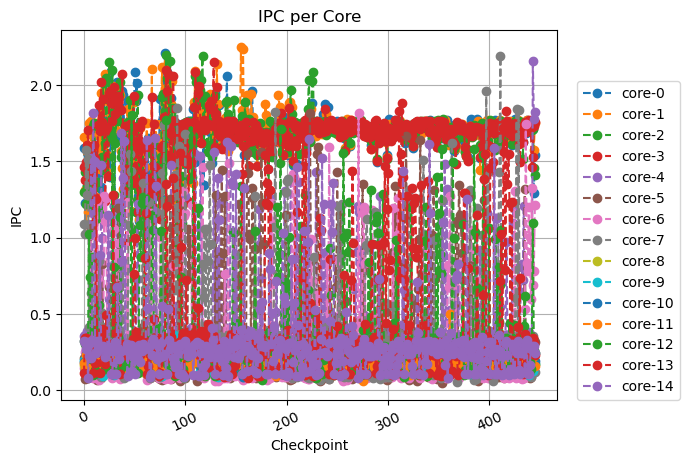 IPC per Core
2.0
1.5
1.0
0.5
0.0
IPC
0
100
200
300
400
Checkpoint
core-0
core-1
core-2
core-3
core-4
core-5
core-6
core-7
core-8
core-9
core-10
core-11
core-12
core-13
core-14